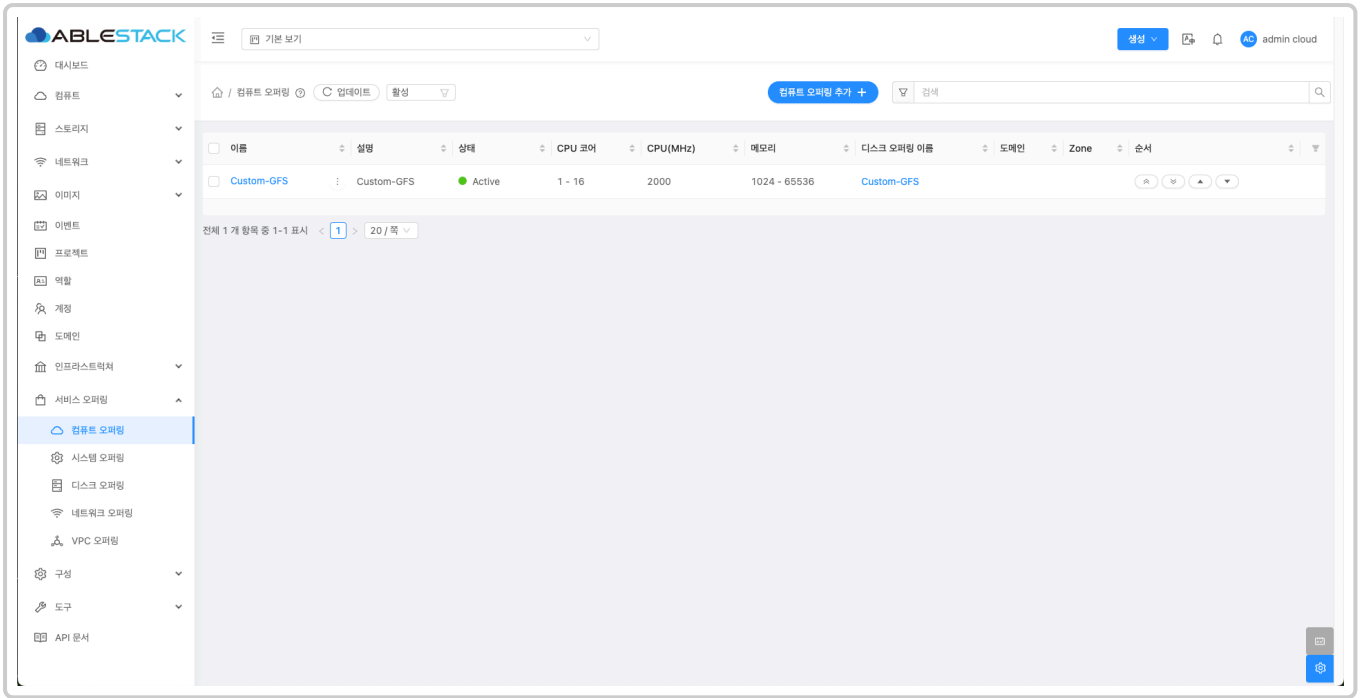 ABLESTACK
기본 보기
생성
AC admin cloud
대시보드
컴퓨트
스토리지
네트워크
이미지
이벤트
프로젝트
역할
계정
도메인
인프라스트럭쳐
서비스 오퍼링
컴퓨트 오퍼링
시스템 오퍼링
디스크 오퍼링
네트워크 오퍼링
VPC 오퍼링
구성
도구
API 문서
/ 컴퓨트 오퍼링 업데이트 활성
컴퓨트 오퍼링 추가 +
검색
이름 설명 상태 CPU 코어 CPU(MHz) 메모리 디스크 오퍼링 이름 도메인 Zone 순서
Custom-GFS Custom-GFS Active 1 - 16 2000 1024 - 65536 Custom-GFS
전체 1 개 항목 중 1-1 표시 < 1 > 20 / 쪽